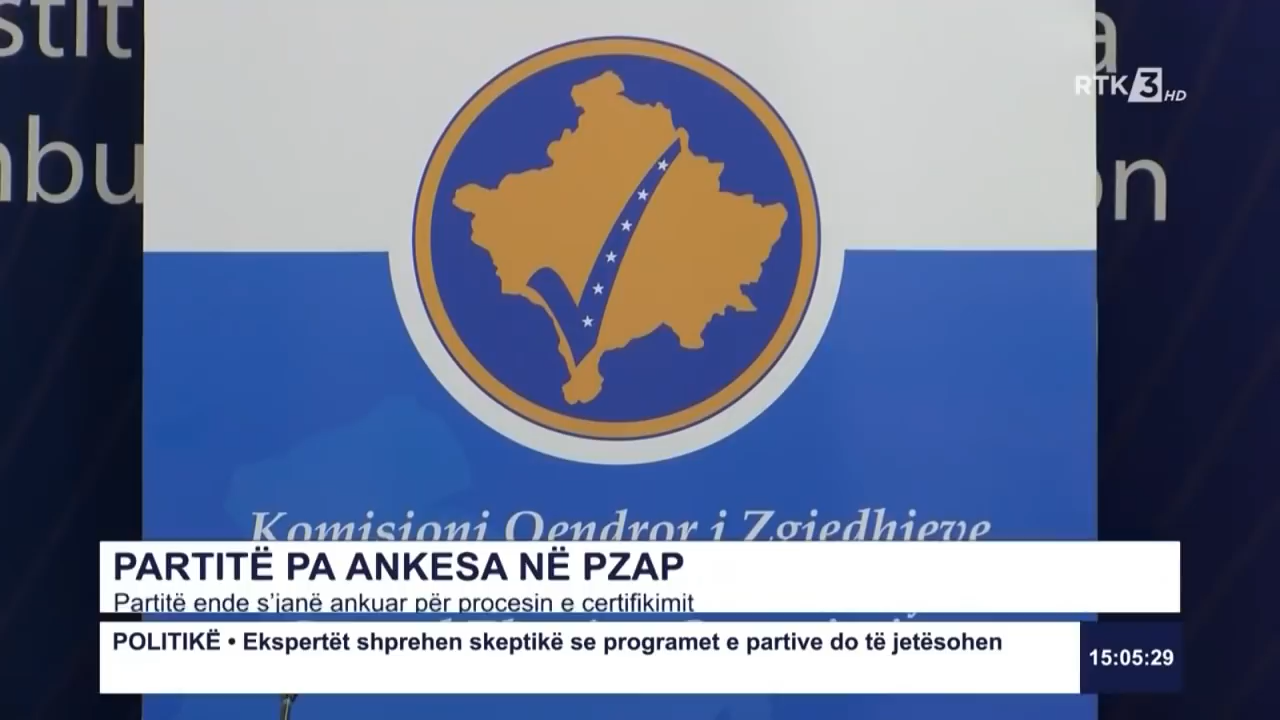 RTK 3 HD
Komisioni Qendror i Zgjedhjeve
PARTITË PA ANKESA NË PZAP
Partitë ende s'janë ankuar për procesin e certifikimit
POLITIKË • Ekspertët shprehen skeptikë se programet e partive do të jetësohen
15:05:29